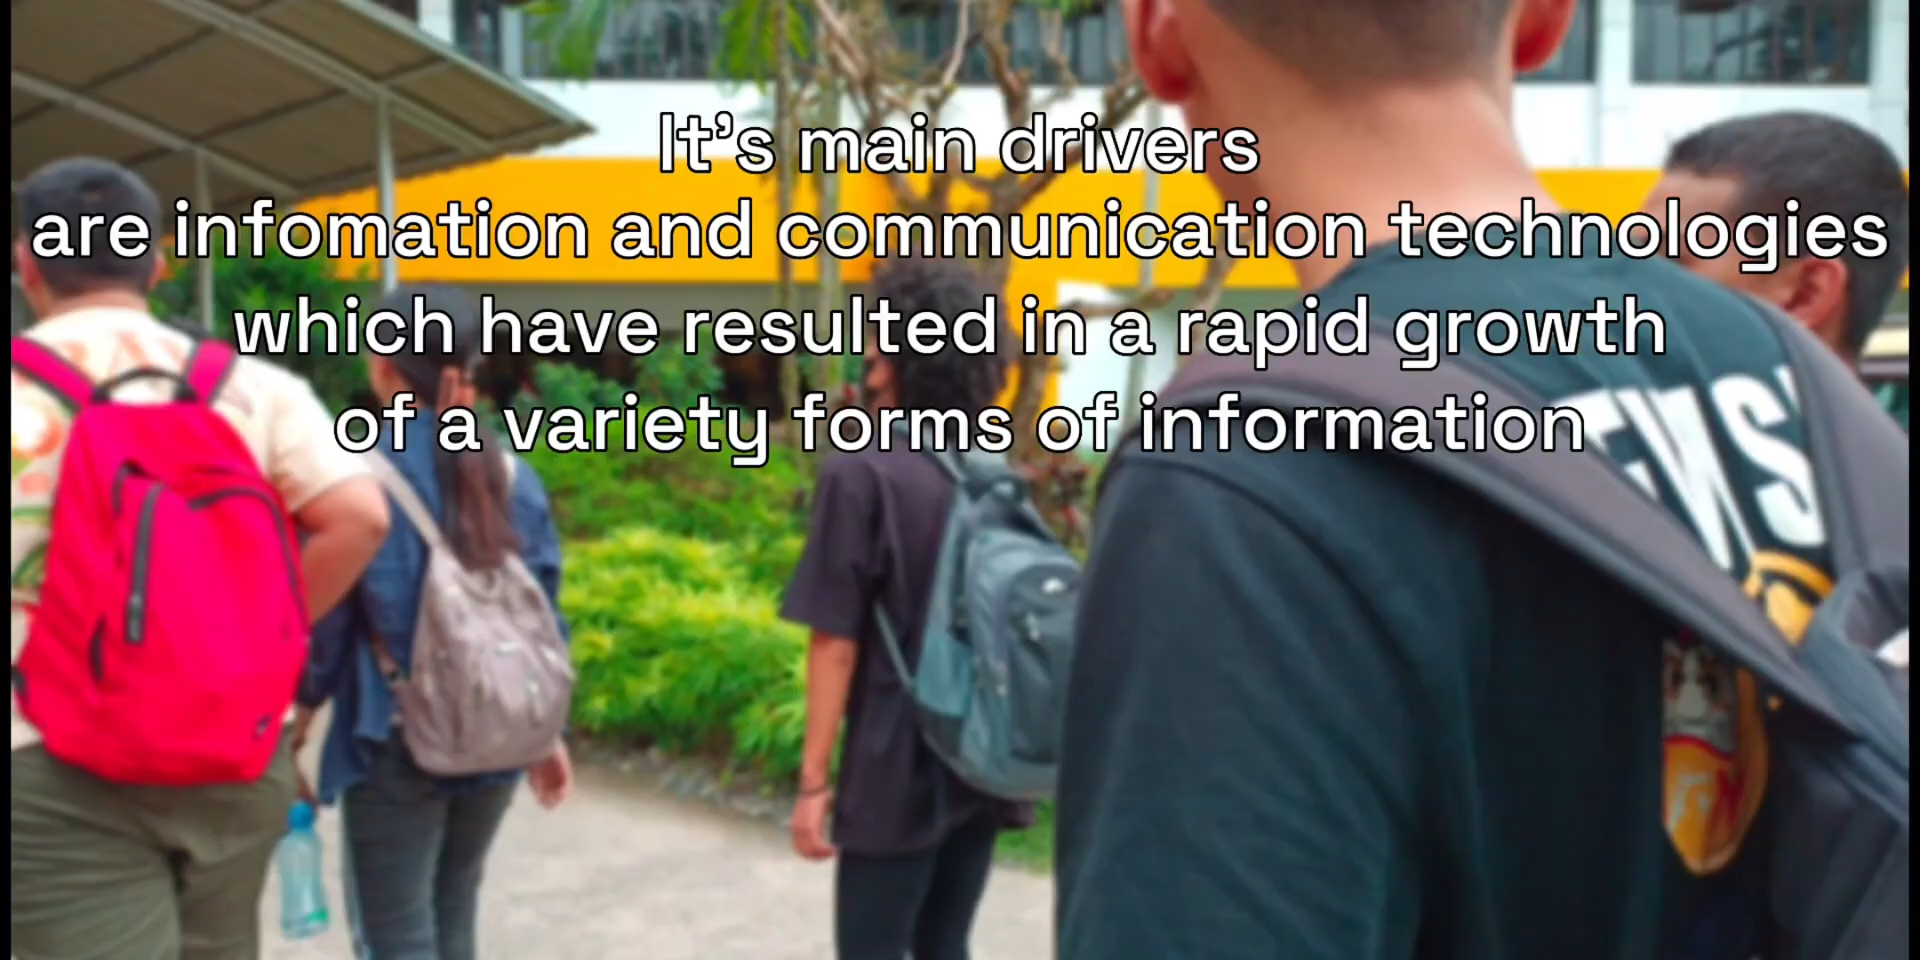 It's main drivers
are infomation and communication technologies
which have resulted in a rapid growth
of a variety forms of information